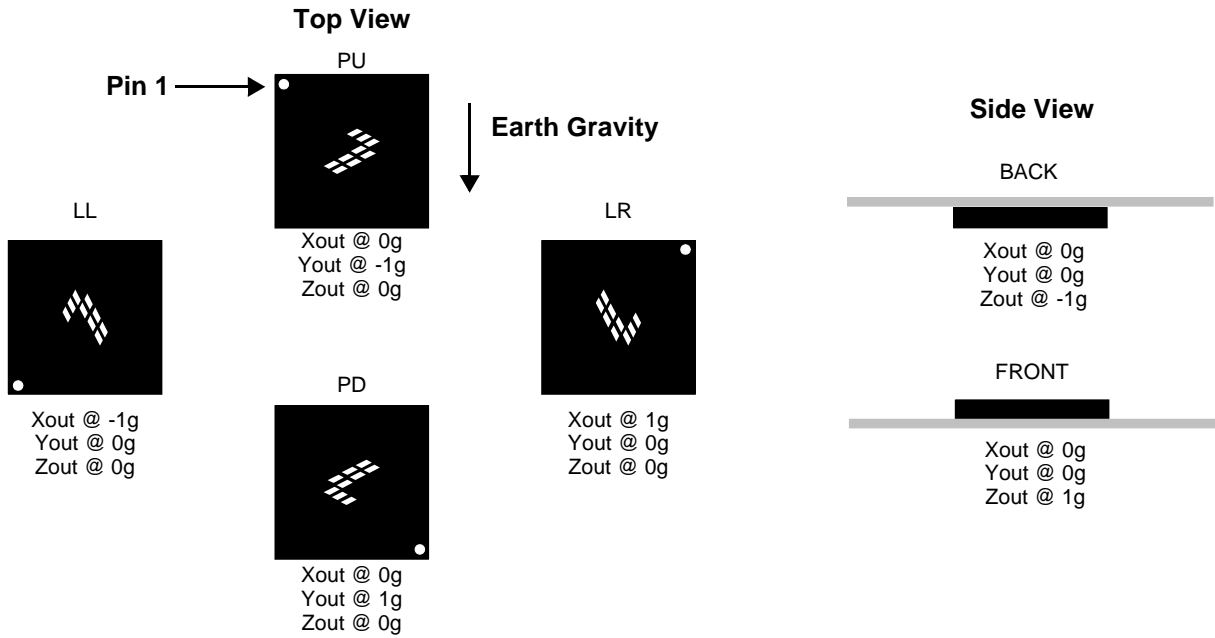 Top View
PU
Pin 1
Earth Gravity
Xout @ 0g
Yout @ -1g
Zout @ 0g
LL
Xout @ -1g
Yout @ 0g
Zout @ 0g
LR
Xout @ 1g
Yout @ 0g
Zout @ 0g
PD
Xout @ 0g
Yout @ 1g
Zout @ 0g
Side View
BACK
Xout @ 0g
Yout @ 0g
Zout @ -1g
FRONT
Xout @ 0g
Yout @ 0g
Zout @ 1g